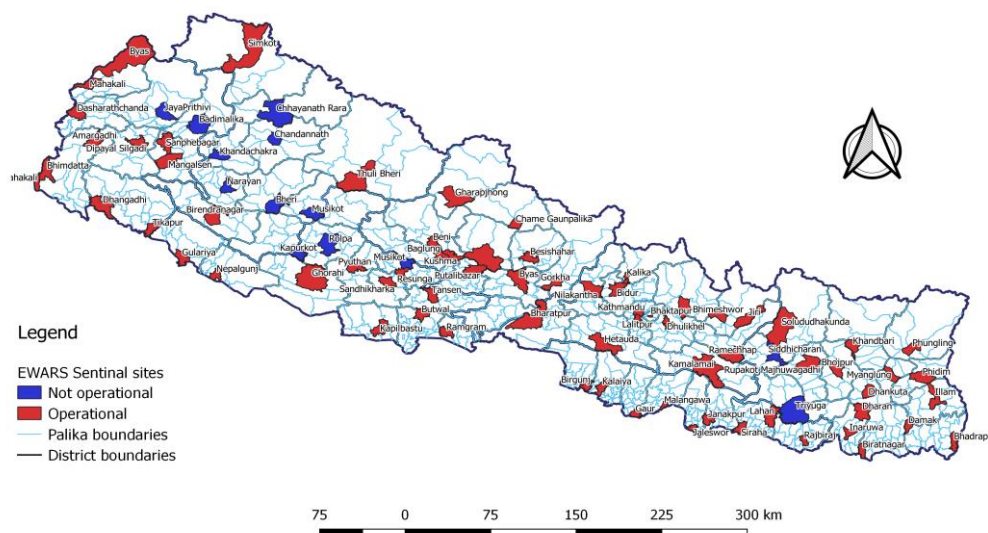 Simkot
Byas
Mahakali
Dasharathchanda
JayaPrithivi
Chhayanath Rara
Badimalika
Amargadhi
Sanphebagar
Chandannath
Dipayal Silgadi
Khandachakra
Bhimdatta
Mangalsen
Thuli Bheri
ahakali
Narayan
Gharapjhong
Dhangadhi
Bheri
Birendranagar
Musikot
Chame Gaunpalika
Tikapur
Rolpa
Beni
Gulariya
Kapurkot
Baglung
Besishahar
Pyuthan
Musikot
Kushma
Nepalgunj
Ghorahi
Resunga
Putalibazar
Byas
Gorkha
Kalika
Sandhikharka
Tansen
Nilakantha
Bidur
Butwal
Bharatpur
Kathmandu
Bhaktapur
Bhimeshwor
Jiri
Kapilbastu
Ramgram
Lalitpur
Dhulikhel
Solududhakunda
Hetauda
Ramechhap
Siddhicharan
Khandbari
Phungling
Kamalamai
Rupakot
Majhuwagadhi
Bhojpur
Myanglung
Phidim
Birgunj
Kalaiya
Dhankuta
Illam
Malangawa
Triyuga
Dharan
Gaur
Janakpur
Lahan
Damak
Jaleswor
Siraha
Rajbiraj
Inaruwa
Biratnagar
Bhadrap
Legend
EWARS Sentinal sites
Not operational
Operational
Palika boundaries
District boundaries
75 0 75 150 225 300 km